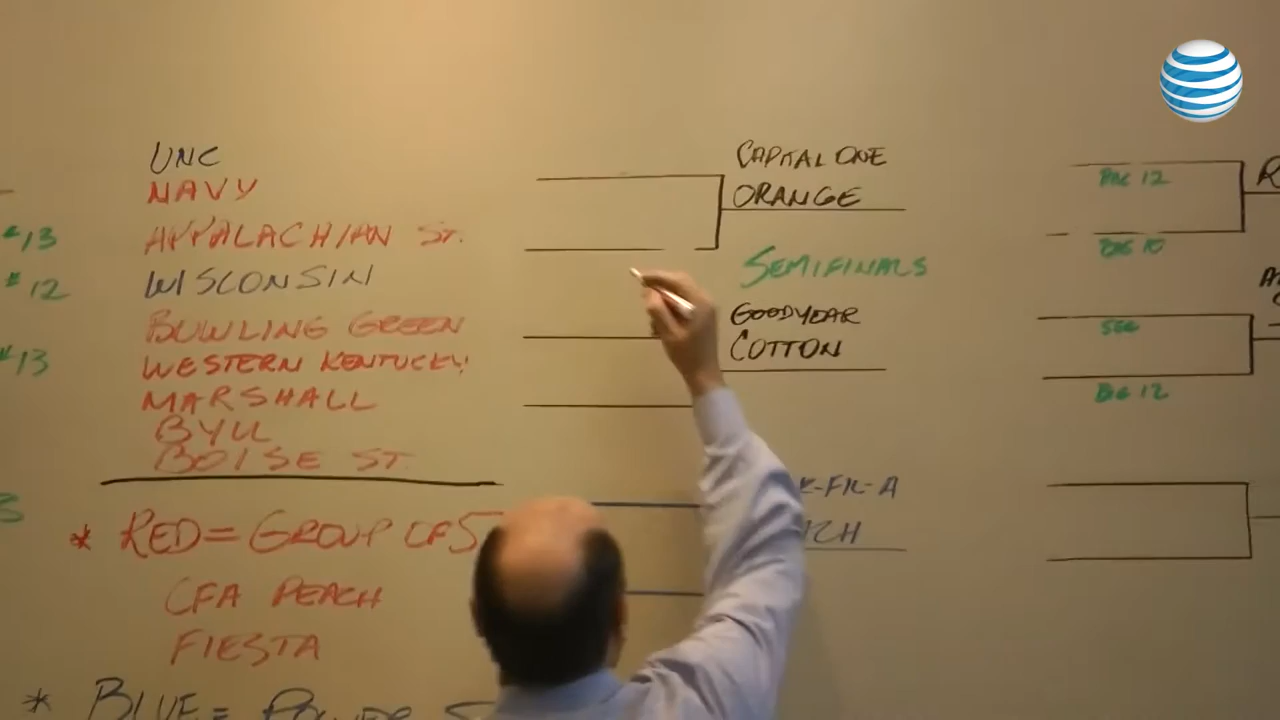 UNC
NAVY
#13 APPALACHIAN ST.
#12 WISCONSIN
BOWLING GREEN
#13 WESTERN KENTUCKY
MARSHALL
BYU
BOISE ST.
3
* RED = GROUP OF 5
CFA PEACH
FIESTA
* BLUE = POWER 5
CAPITAL ONE
ORANGE
SEMIFINALS
GOODYEAR
COTTON
K-FIL-A
CH
PAC 12
BIG 10
SEC
BIG 12
R